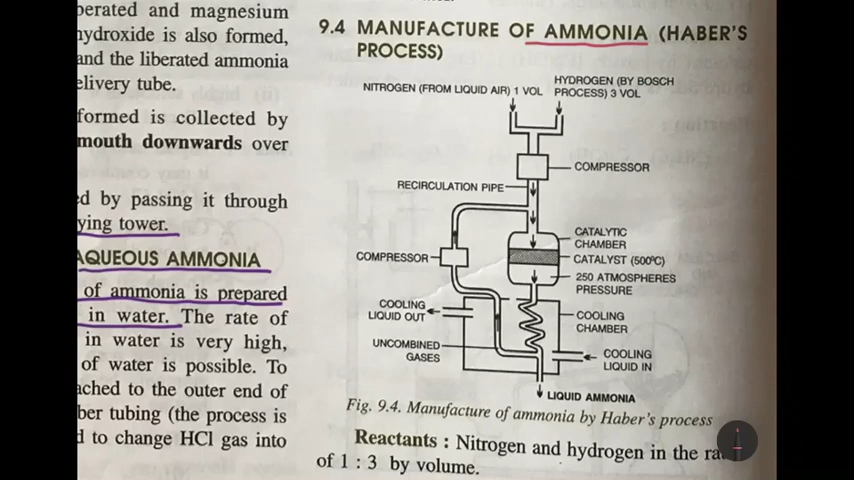 perated and magnesium
hydroxide is also formed,
and the liberated ammonia
elivery tube.
formed is collected by
mouth downwards over
ed by passing it through
ying tower.
AQUEOUS AMMONIA
of ammonia is prepared
in water. The rate of
in water is very high,
of water is possible. To
ached to the outer end of
ber tubing (the process is
d to change HCl gas into
9.4 MANUFACTURE OF AMMONIA (HABER'S
PROCESS)
NITROGEN (FROM LIQUID AIR) 1 VOL
HYDROGEN (BY BOSCH
PROCESS) 3 VOL
COMPRESSOR
RECIRCULATION PIPE
CATALYTIC
CHAMBER
COMPRESSOR
CATALYST (500°C)
250 ATMOSPHERES
PRESSURE
COOLING
LIQUID OUT
COOLING
CHAMBER
UNCOMBINED
GASES
COOLING
LIQUID IN
LIQUID AMMONIA
Fig. 9.4. Manufacture of ammonia by Haber's process
Reactants : Nitrogen and hydrogen in the
of 1 : 3 by volume.